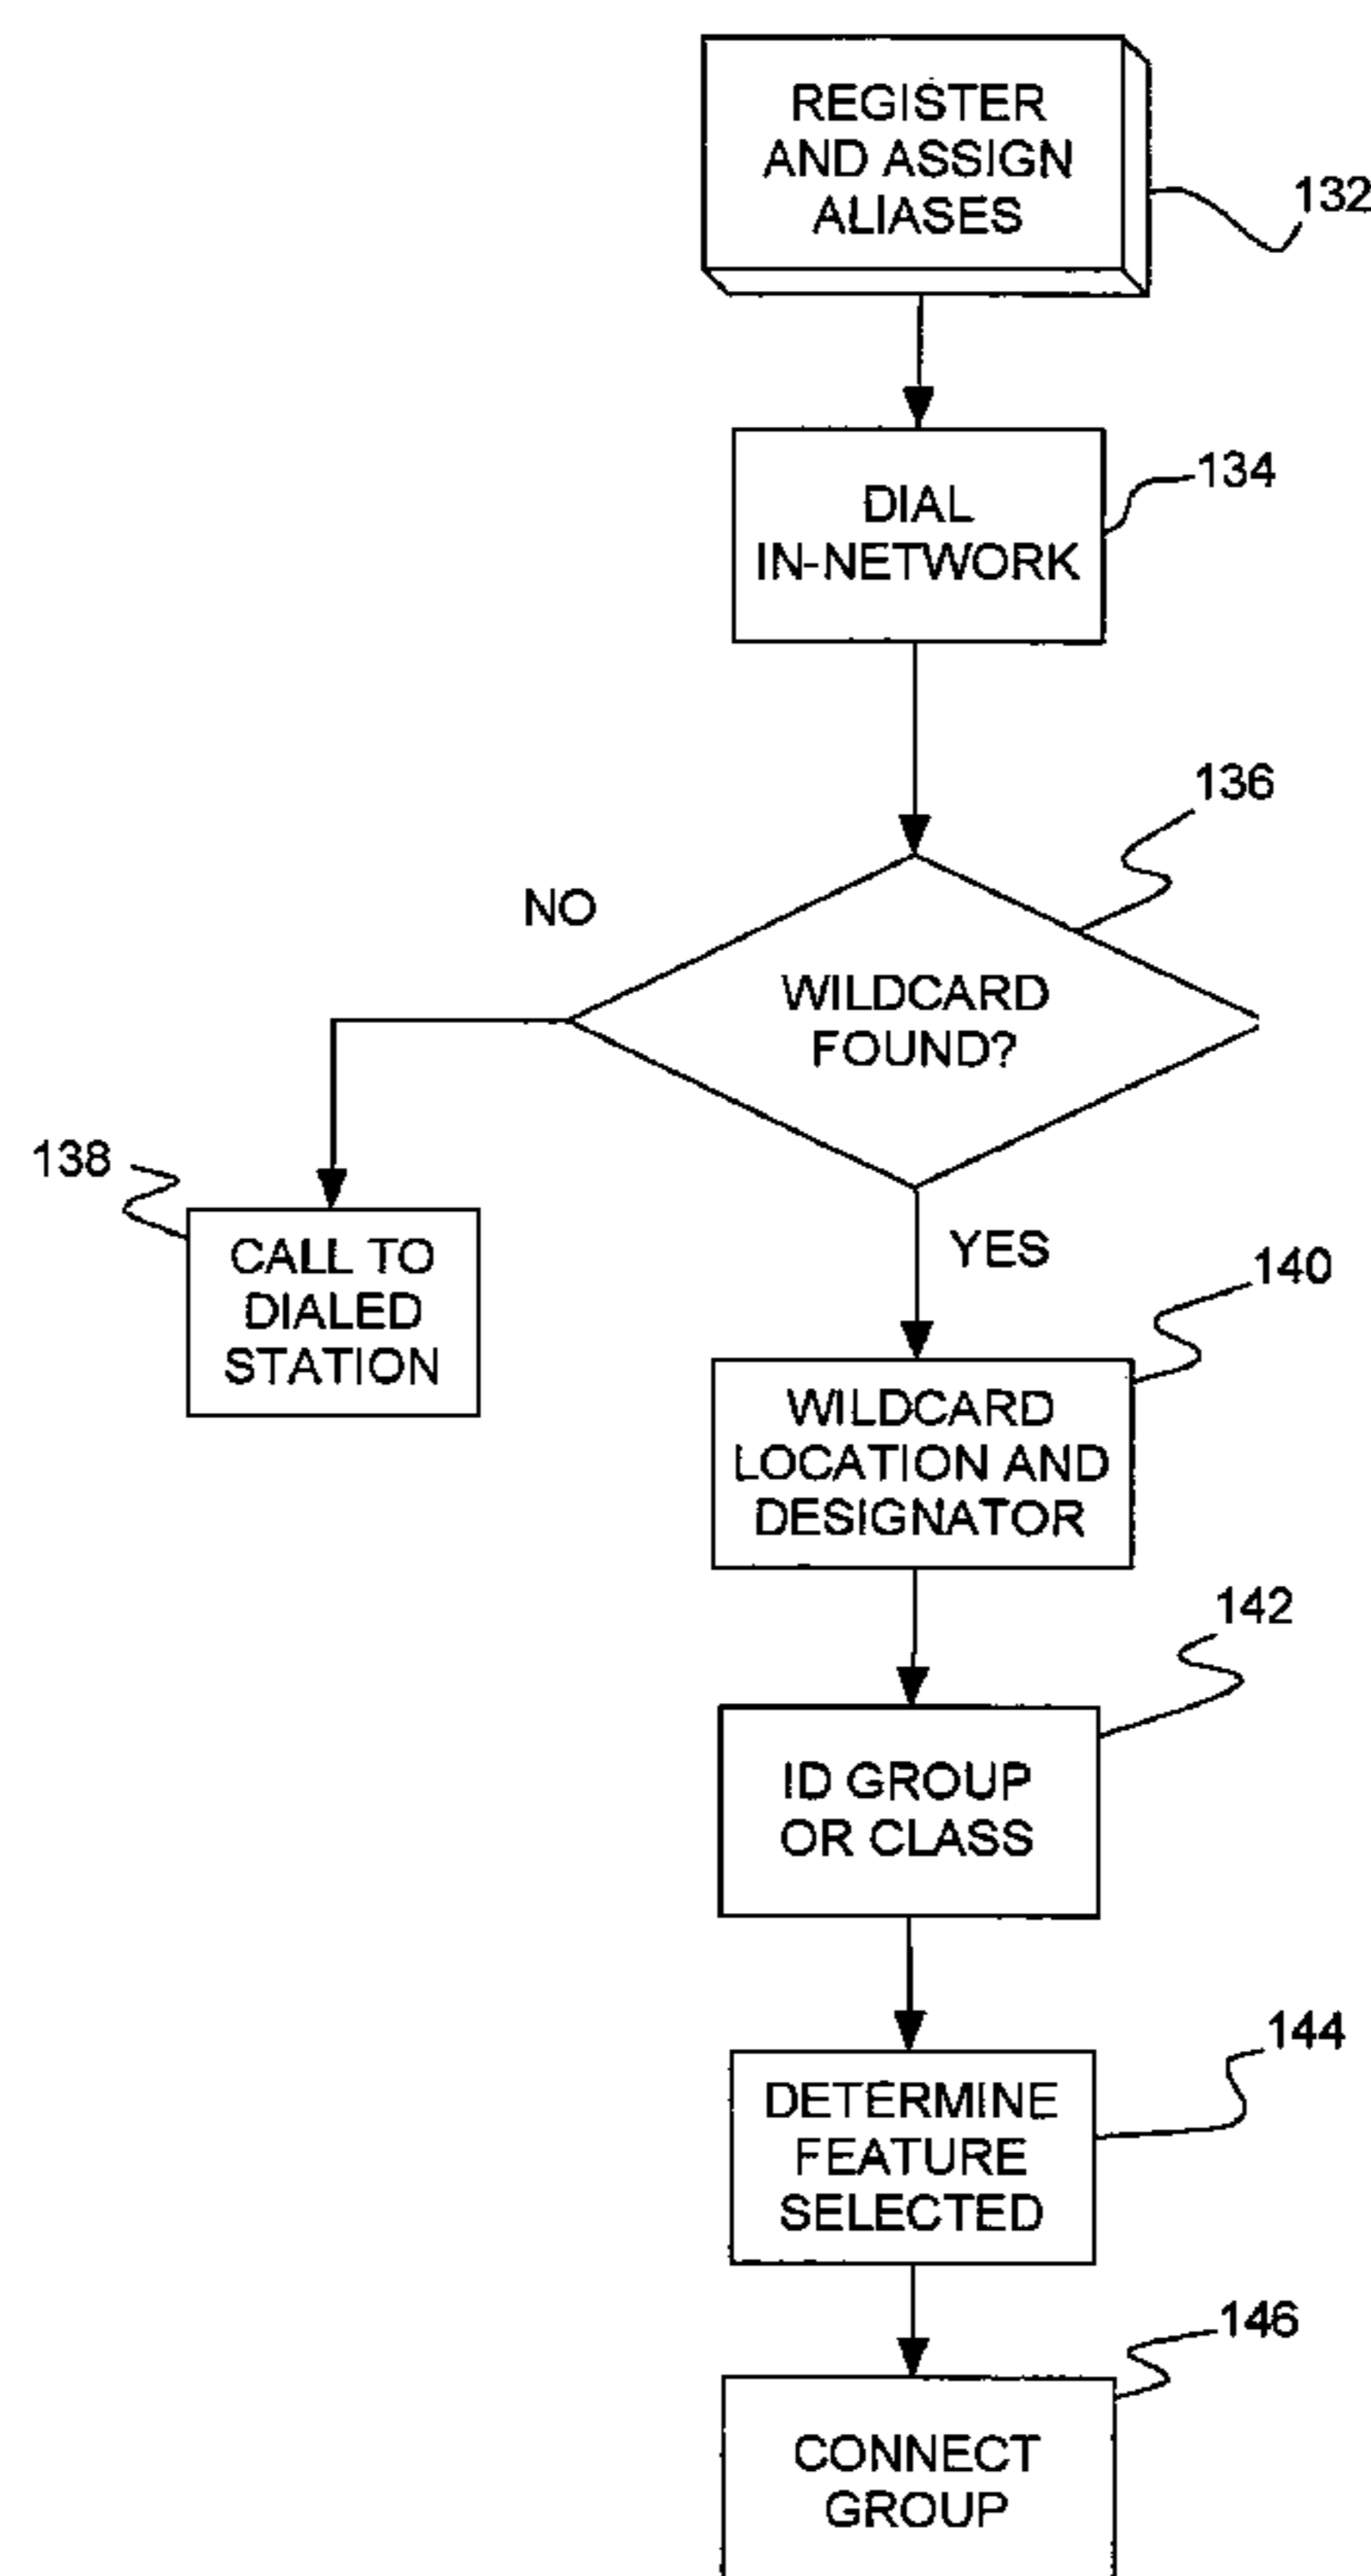 REGISTER
AND ASSIGN
ALIASES
132
DIAL
IN-NETWORK
134
136
NO
WILDCARD
FOUND?
138
CALL TO
DIALED
STATION
YES
140
WILDCARD
LOCATION AND
DESIGNATOR
142
ID GROUP
OR CLASS
144
DETERMINE
FEATURE
SELECTED
146
CONNECT
GROUP